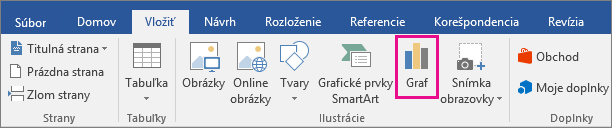 Súbor Domov Vložiť Návrh Rozloženie Referencie Korešpondencia Revízia
Titulná strana
Prázdna strana
Zlom strany
Strany
Tabuľka
Tabuľky
Obrázky
Online
obrázky
Tvary
Grafické prvky
SmartArt
Graf
Snímka
obrazovky
Ilustrácie
Obchod
Moje doplnky
Doplnky